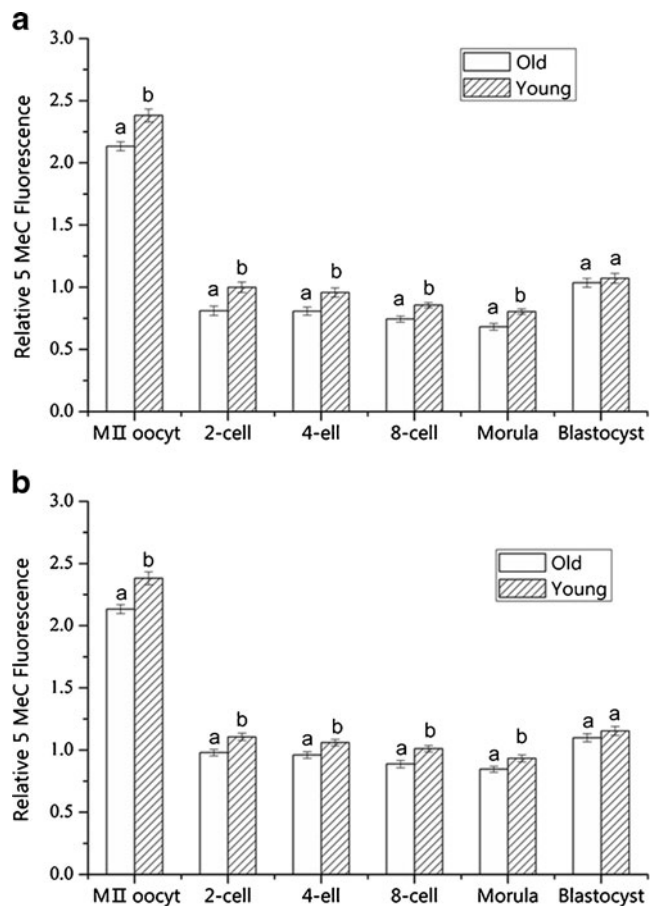 a
Relative 5 MeC Fluorescence
3.0
2.5
2.0
1.5
1.0
0.5
0.0
Old
Young
a b
a b
a b
a b
a b
a a
MⅡ oocyt 2-cell 4-ell 8-cell Morula Blastocyst
b
Relative 5 MeC Fluorescence
3.0
2.5
2.0
1.5
1.0
0.5
0.0
Old
Young
a b
a b
a b
a b
a b
a a
MⅡ oocyt 2-cell 4-ell 8-cell Morula Blastocyst